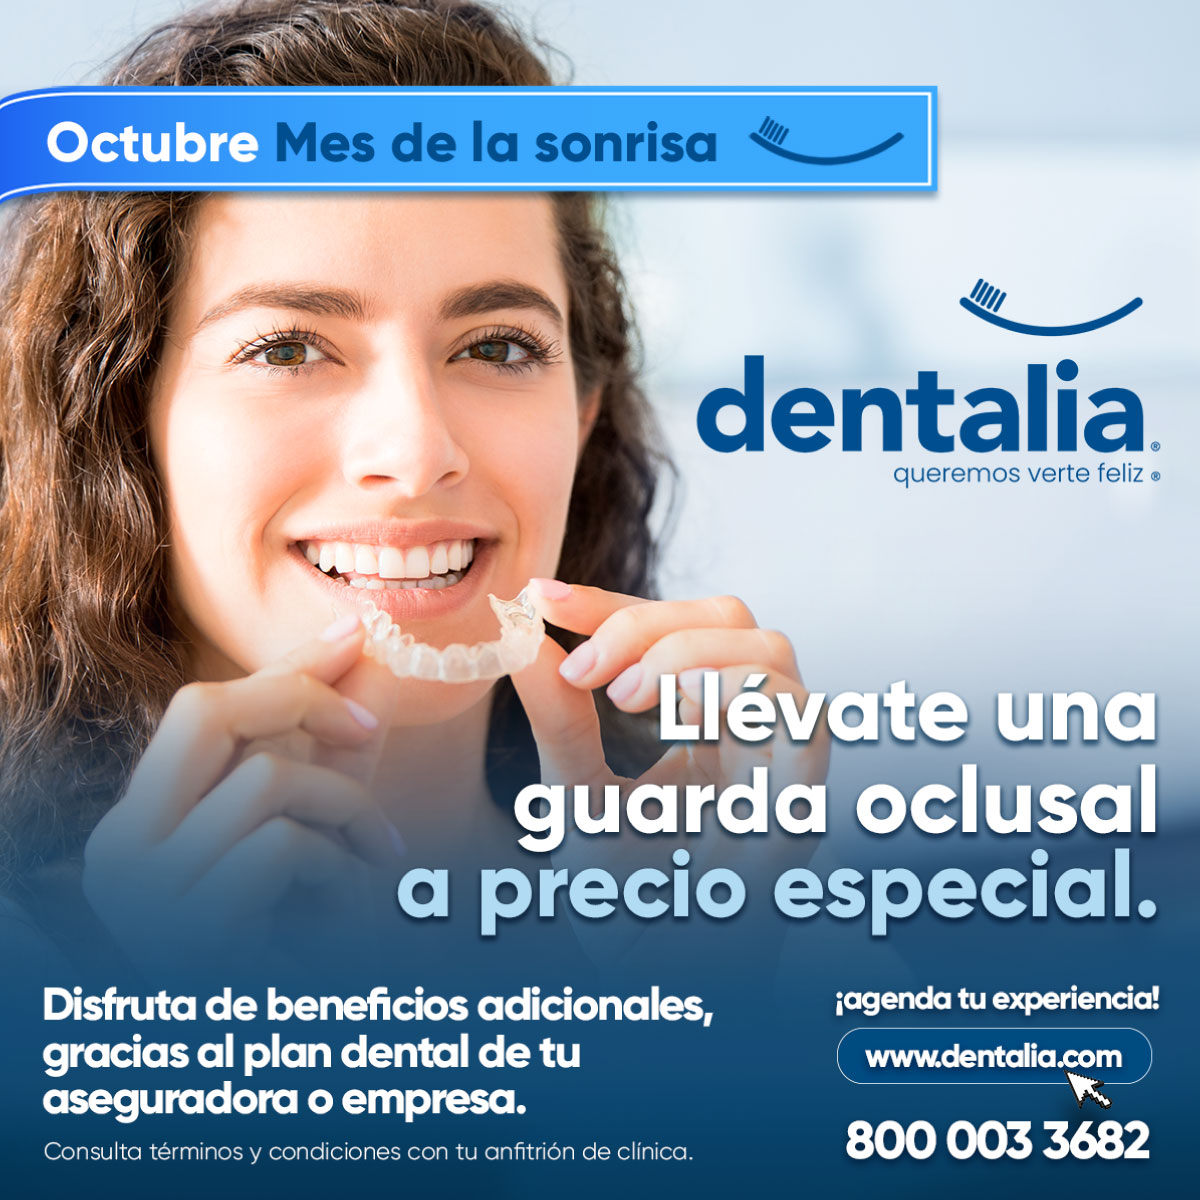 Octubre Mes de la sonrisa
dentalia®
queremos verte feliz ®
Llévate una
guarda oclusal
a precio especial.
Disfruta de beneficios adicionales,
gracias al plan dental de tu
aseguradora o empresa.
Consulta términos y condiciones con tu anfitrión de clínica.
¡agenda tu experiencia!
www.dentalia.com
800 003 3682